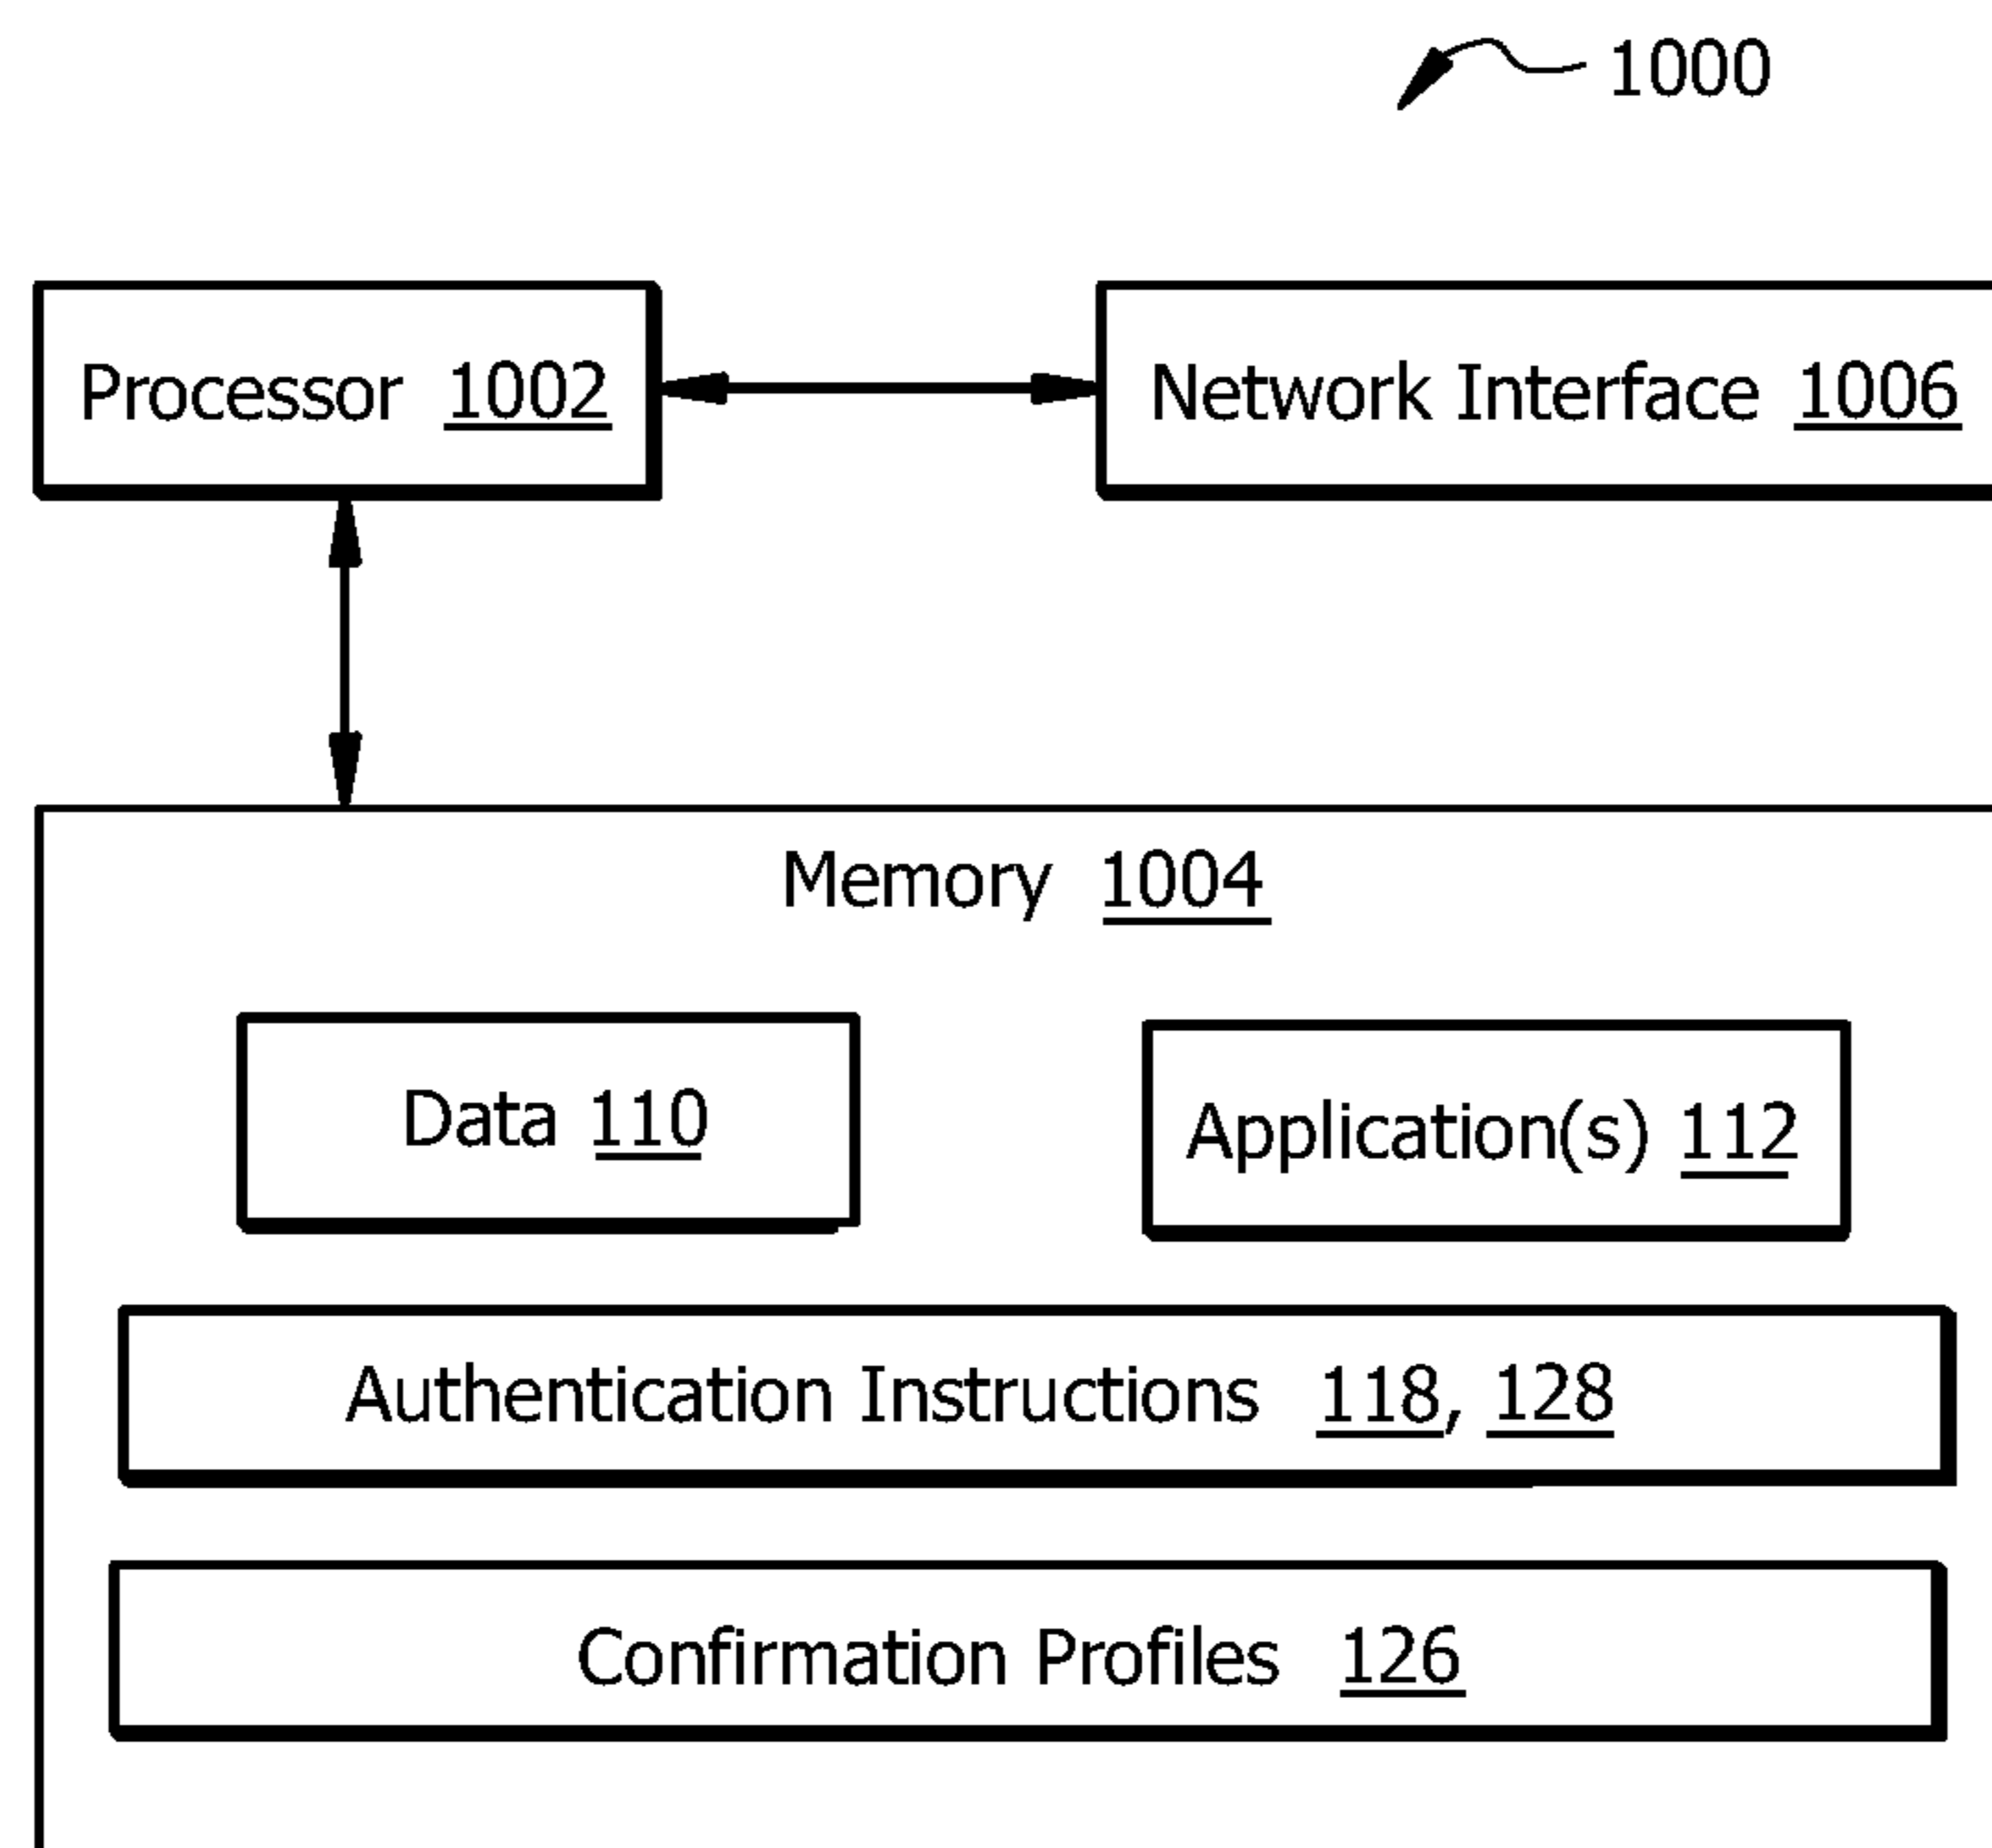 1000
Processor 1002
Network Interface 1006
Memory 1004
Data 110
Application(s) 112
Authentication Instructions 118, 128
Confirmation Profiles 126